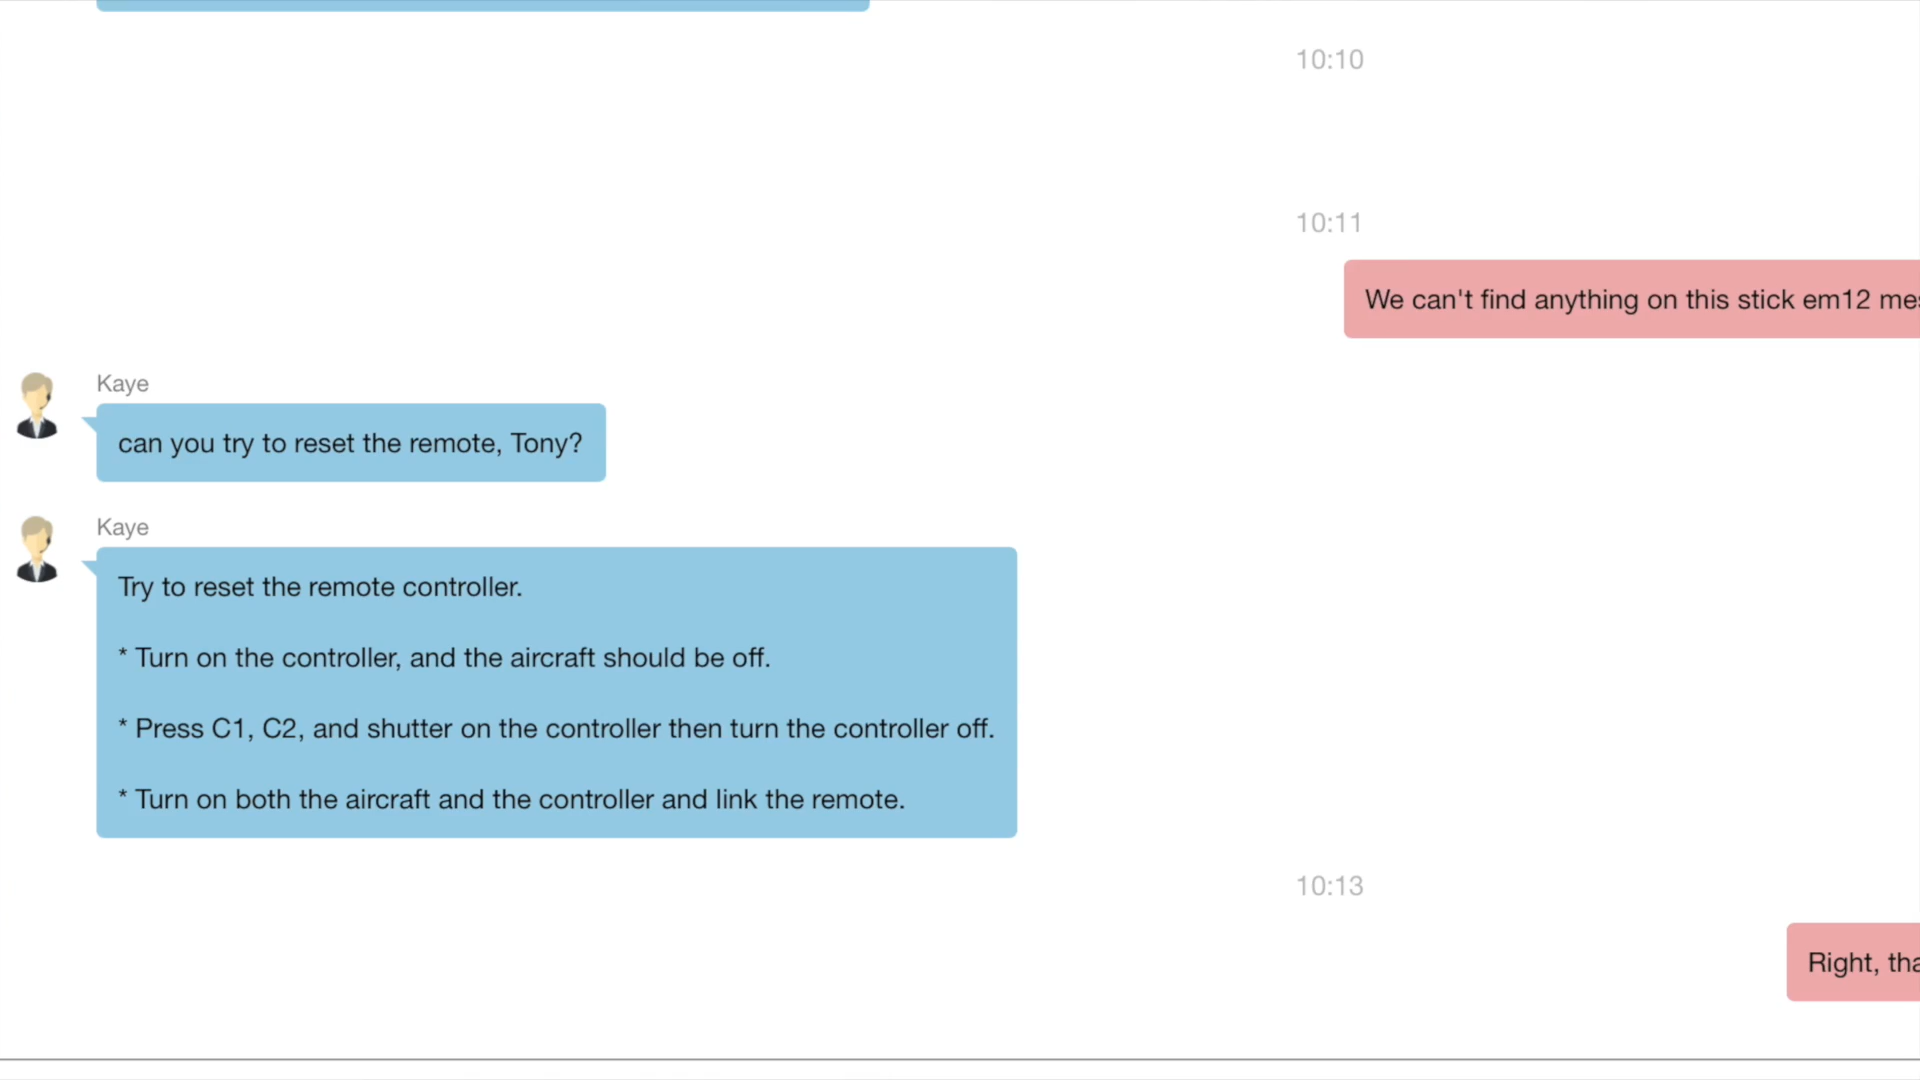 10:10
10:11
We can't find anything on this stick em12
Kaye
can you try to reset the remote, Tony?
Kaye
Try to reset the remote controller.
* Turn on the controller, and the aircraft should be off.
* Press C1, C2, and shutter on the controller then turn the controller off.
* Turn on both the aircraft and the controller and link the remote.
10:13
Right,